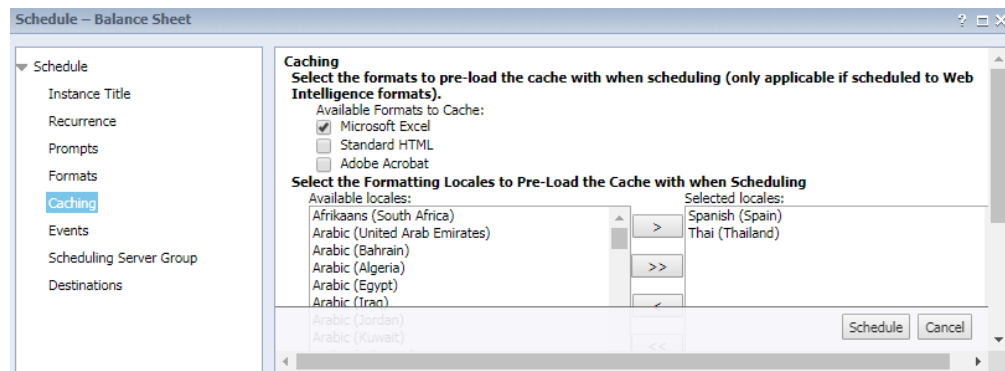 Schedule – Balance Sheet
Schedule
Instance Title
Recurrence
Prompts
Formats
Caching
Events
Scheduling Server Group
Destinations
Caching
Select the formats to pre-load the cache with when scheduling (only applicable if scheduled to Web
Intelligence formats).
Available Formats to Cache:
Microsoft Excel
Standard HTML
Adobe Acrobat
Select the Formatting Locales to Pre-Load the Cache with when Scheduling
Available locales:
Afrikaans (South Africa)
Arabic (United Arab Emirates)
Arabic (Bahrain)
Arabic (Algeria)
Arabic (Egypt)
Arabic (Iraq)
Arabic (Jordan)
Arabic (Kuwait)
>
>>
<
<<
Selected locales:
Spanish (Spain)
Thai (Thailand)
Schedule
Cancel